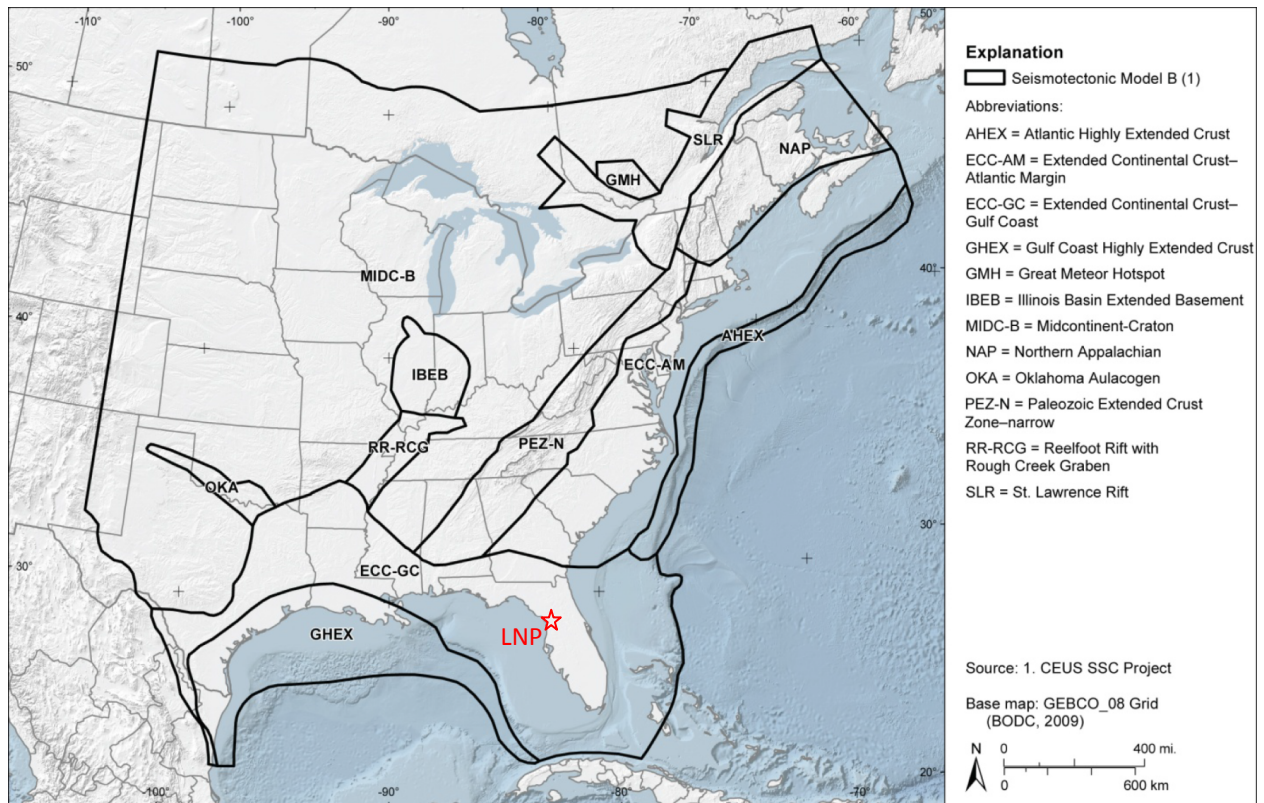 -110°
-100°
-90°
-80°
-70°
-60°
50°
50°
40°
40°
30°
30°
20°
-100°
-90°
-80°
-70°
SLR
NAP
GMH
MIDC-B
AHEX
ECC-AM
IBEB
PEZ-N
RR-RCG
OKA
ECC-GC
GHEX
LNP
Explanation
Seismotectonic Model B (1)
Abbreviations:
AHEX = Atlantic Highly Extended Crust
ECC-AM = Extended Continental Crust–
Atlantic Margin
ECC-GC = Extended Continental Crust–
Gulf Coast
GHEX = Gulf Coast Highly Extended Crust
GMH = Great Meteor Hotspot
IBEB = Illinois Basin Extended Basement
MIDC-B = Midcontinent-Craton
NAP = Northern Appalachian
OKA = Oklahoma Aulacogen
PEZ-N = Paleozoic Extended Crust
Zone–narrow
RR-RCG = Reelfoot Rift with
Rough Creek Graben
SLR = St. Lawrence Rift
Source: 1. CEUS SSC Project
Base map: GEBCO_08 Grid
(BODC, 2009)
N
0 400 mi.
0 600 km